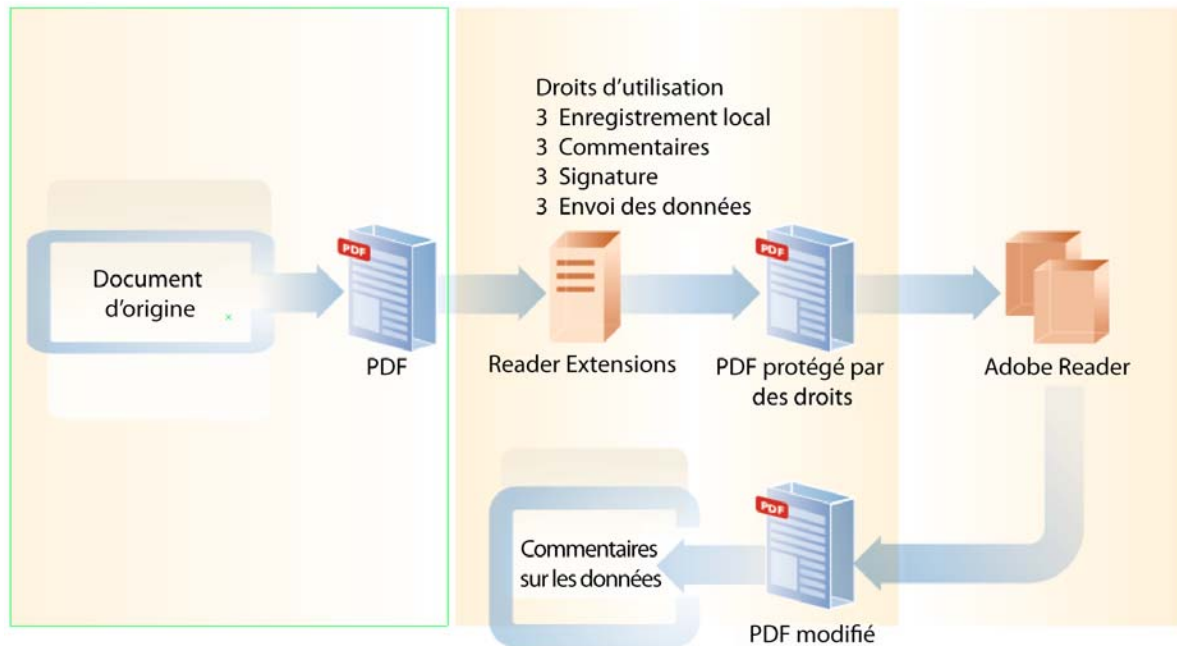 Droits d'utilisation
3 Enregistrement local
3 Commentaires
3 Signature
3 Envoi des données
Document
d'origine
PDF
PDF
Reader Extensions
PDF
PDF protégé par
des droits
Adobe Reader
Commentaires
sur les données
PDF
PDF modifié